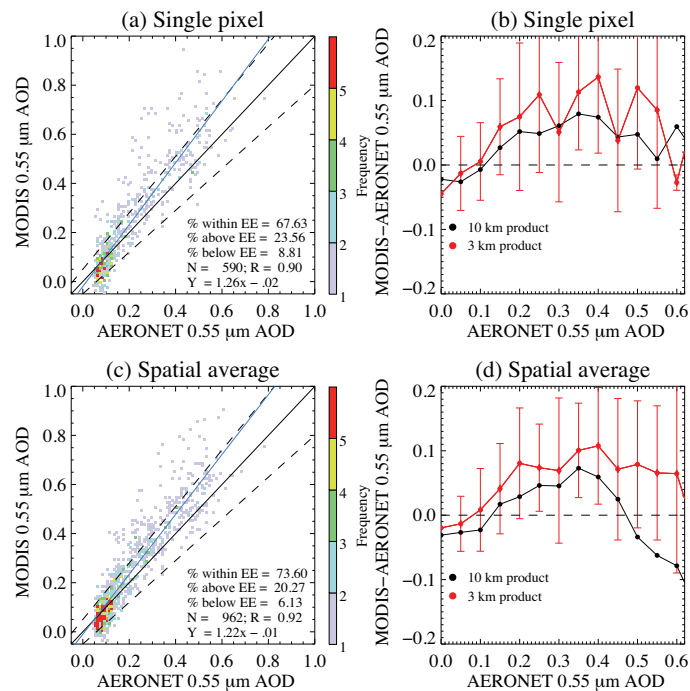 (a) Single pixel
MODIS 0.55 μm AOD
1.0
0.8
0.6
0.4
0.2
0.0
% within EE = 67.63
% above EE = 23.56
% below EE = 8.81
N = 590; R = 0.90
Y = 1.26x − .02
0.0 0.2 0.4 0.6 0.8 1.0
AERONET 0.55 μm AOD
5
4
3
2
1
Frequency
(b) Single pixel
MODIS−AERONET 0.55 μm AOD
0.2
0.1
0.0
−0.1
−0.2
10 km product
3 km product
0.0 0.1 0.2 0.3 0.4 0.5 0.6
AERONET 0.55 μm AOD
(c) Spatial average
MODIS 0.55 μm AOD
1.0
0.8
0.6
0.4
0.2
0.0
% within EE = 73.60
% above EE = 20.27
% below EE = 6.13
N = 962; R = 0.92
Y = 1.22x − .01
0.0 0.2 0.4 0.6 0.8 1.0
AERONET 0.55 μm AOD
5
4
3
2
1
Frequency
(d) Spatial average
MODIS−AERONET 0.55 μm AOD
0.2
0.1
0.0
−0.1
−0.2
10 km product
3 km product
0.0 0.1 0.2 0.3 0.4 0.5 0.6
AERONET 0.55 μm AOD